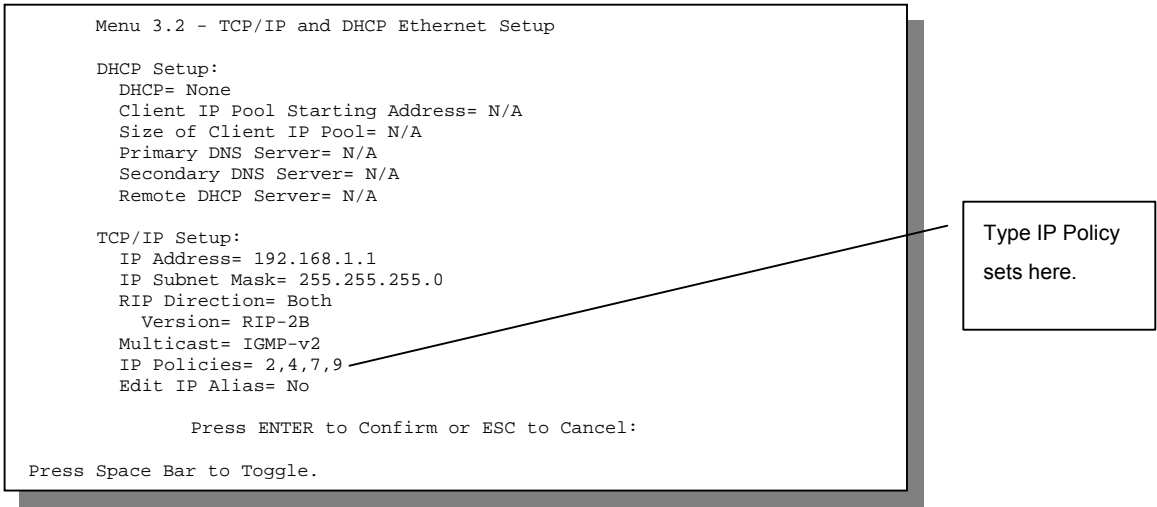 Menu 3.2 - TCP/IP and DHCP Ethernet Setup
DHCP Setup:
DHCP= None
Client IP Pool Starting Address= N/A
Size of Client IP Pool= N/A
Primary DNS Server= N/A
Secondary DNS Server= N/A
Remote DHCP Server= N/A
TCP/IP Setup:
IP Address= 192.168.1.1
IP Subnet Mask= 255.255.255.0
RIP Direction= Both
Version= RIP-2B
Multicast= IGMP-v2
IP Policies= 2,4,7,9
Edit IP Alias= No
Press ENTER to Confirm or ESC to Cancel:
Press Space Bar to Toggle.
Type IP Policy
sets here.